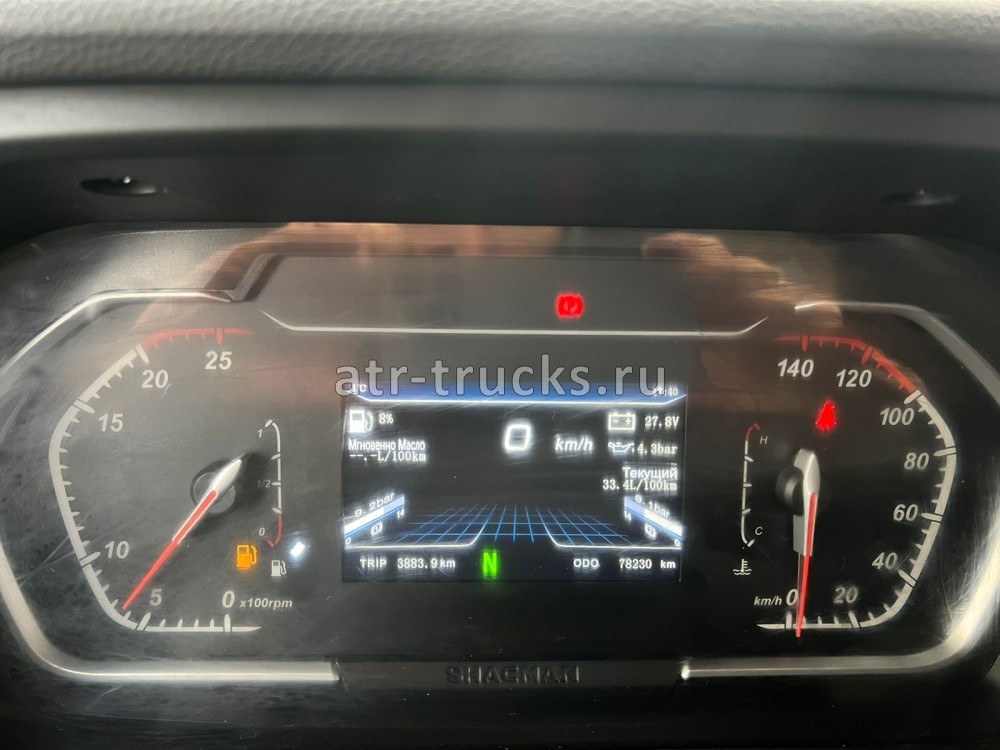 25
20
15
10
5
0 x100rpm
1
1/2
0
atr-trucks.ru
8%
Мгновенно Масло
--.-L/100km
0 km/h
27.8V
4.3bar
Текущий
33.4L/100km
TRIP 3883.9 km
N
ODO 78230 km
140
120
100
80
60
40
20
km/h 0
H
C
SHACMAN